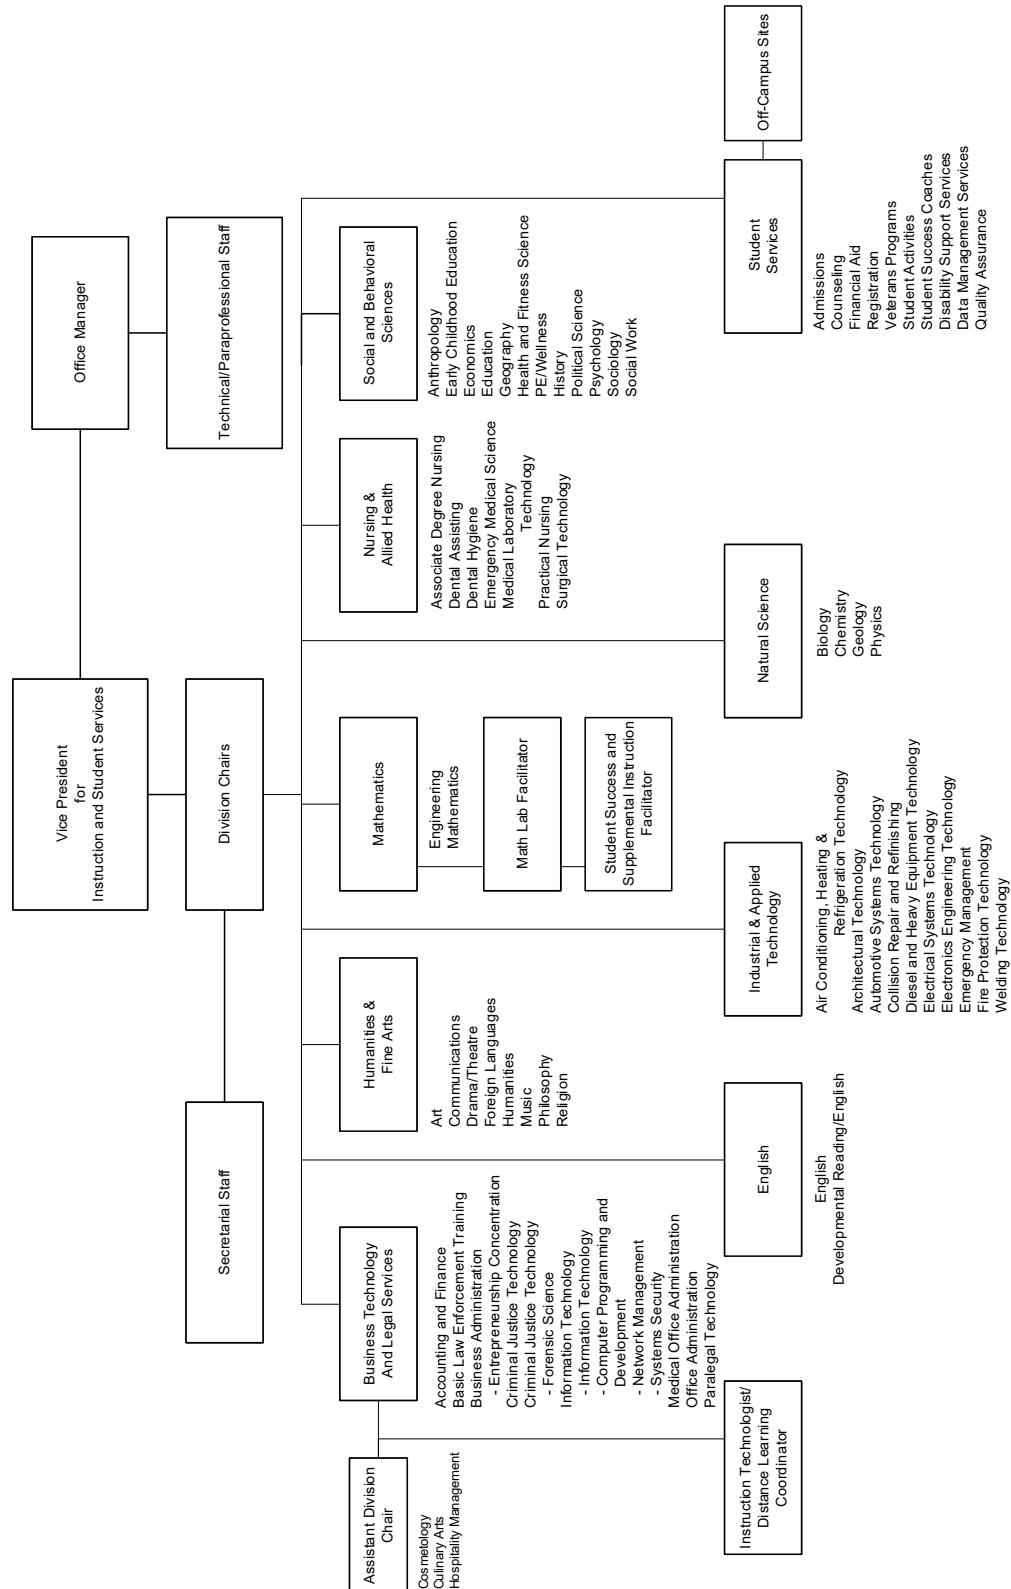 Vice President
for
Instruction and Student Services
Office Manager
Secretarial Staff
Division Chairs
Technical/Paraprofessional Staff
Assistant Division
Chair
Cosmetology
Culinary Arts
Hospitality Management
Business Technology
And Legal Services
Accounting and Finance
Basic Law Enforcement Training
Business Administration
- Entrepreneurship Concentration
Criminal Justice Technology
Criminal Justice Technology
- Forensic Science
Information Technology
- Information Technology
- Computer Programming and
Development
- Network Management
- Systems Security
Medical Office Administration
Office Administration
Paralegal Technology
Humanities &
Fine Arts
Art
Communications
Drama/Theatre
Foreign Languages
Humanities
Music
Philosophy
Religion
Mathematics
Engineering
Mathematics
Math Lab Facilitator
Student Success and
Supplemental Instruction
Facilitator
Nursing &
Allied Health
Associate Degree Nursing
Dental Assisting
Dental Hygiene
Emergency Medical Science
Medical Laboratory
Technology
Practical Nursing
Surgical Technology
Social and Behavioral
Sciences
Anthropology
Early Childhood Education
Economics
Education
Geography
Health and Fitness Science
PE/Wellness
History
Political Science
Psychology
Sociology
Social Work
Instruction Technologist/
Distance Learning
Coordinator
English
English
Developmental Reading/English
Industrial & Applied
Technology
Air Conditioning, Heating &
Refrigeration Technology
Architectural Technology
Automotive Systems Technology
Collision Repair and Refinishing
Diesel and Heavy Equipment Technology
Electrical Systems Technology
Electronics Engineering Technology
Emergency Management
Fire Protection Technology
Welding Technology
Natural Science
Biology
Chemistry
Geology
Physics
Student
Services
Admissions
Counseling
Financial Aid
Registration
Veterans Programs
Student Activities
Student Success Coaches
Disability Support Services
Data Management Services
Quality Assurance
Off-Campus Sites